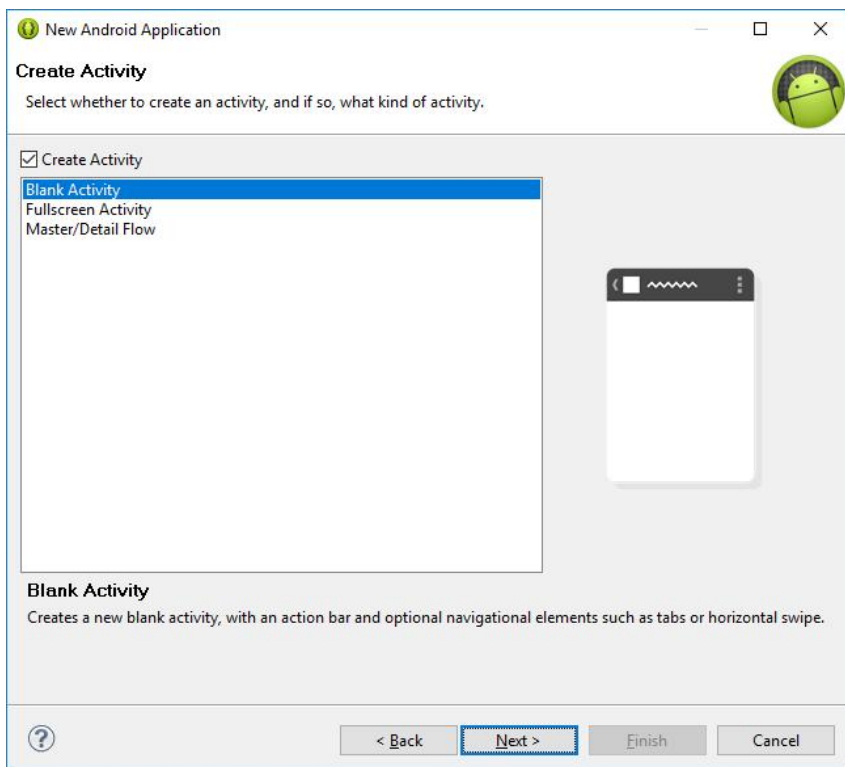 New Android Application
Create Activity
Select whether to create an activity, and if so, what kind of activity.
Create Activity
Blank Activity
Fullscreen Activity
Master/Detail Flow
Blank Activity
Creates a new blank activity, with an action bar and optional navigational elements such as tabs or horizontal swipe.
< Back Next > Finish Cancel